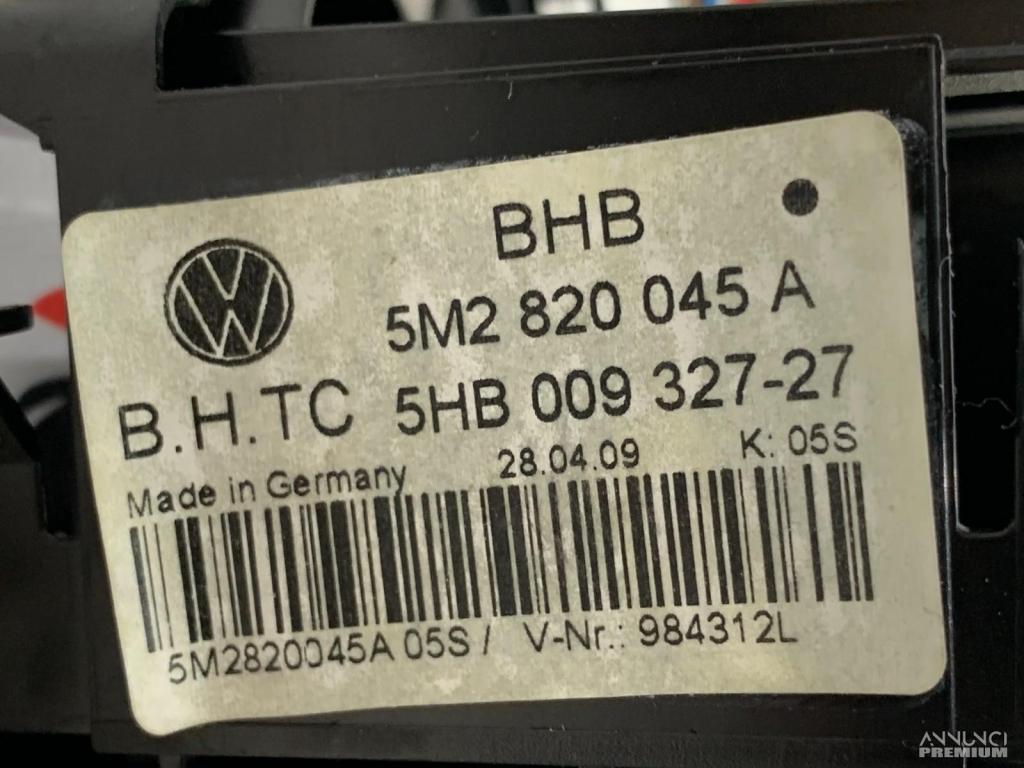 BHB
5M2 820 045 A
B.H.TC 5HB 009 327-27
Made in Germany 28.04.09 K: 05S
5M2820045A 05S / V-Nr.: 984312L
ANNUNCI
PREMIUM